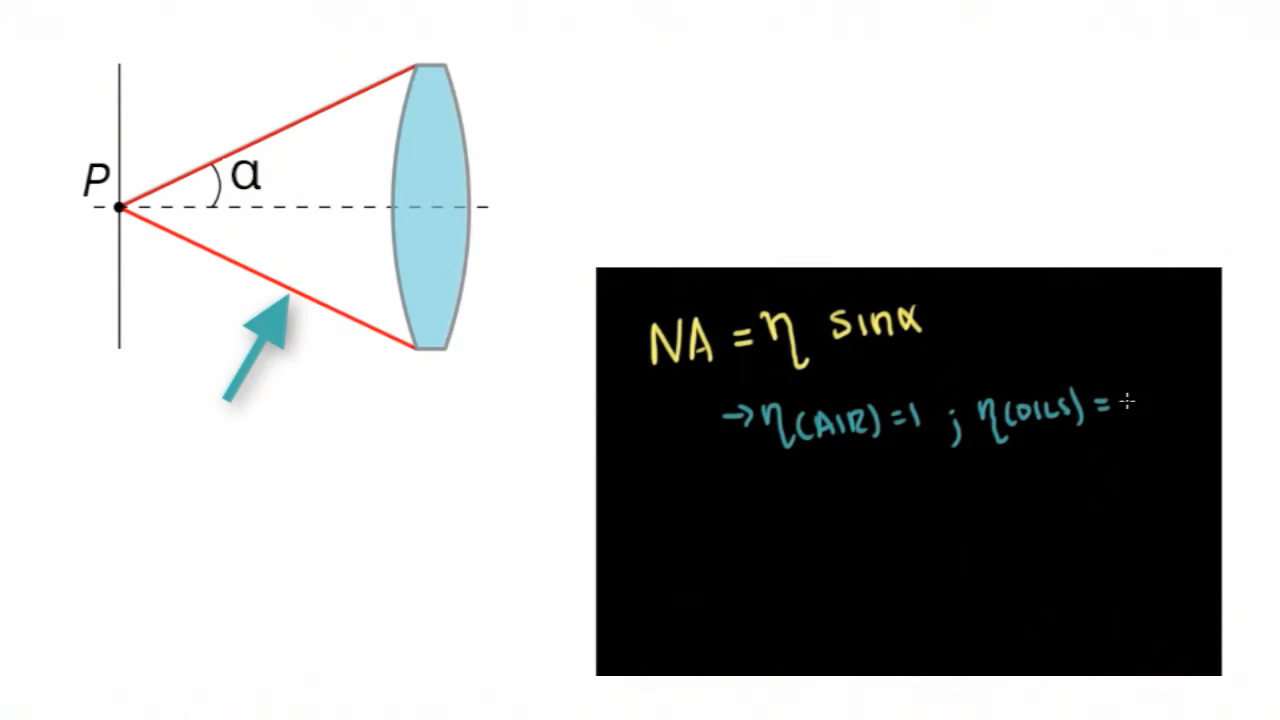 P
α
NA = η sinα
→ η(AIR) = 1 ; η(OILS) =